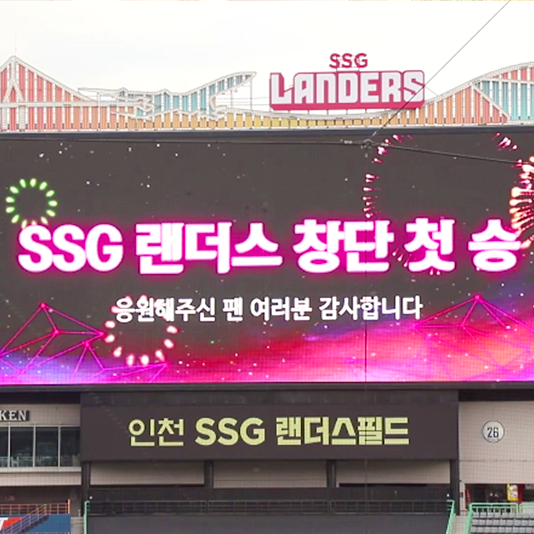 SSG
LANDERS
SSG 랜더스 창단 첫 승
응원해주신 팬 여러분 감사합니다
KEN
인천 SSG 랜더스필드
26